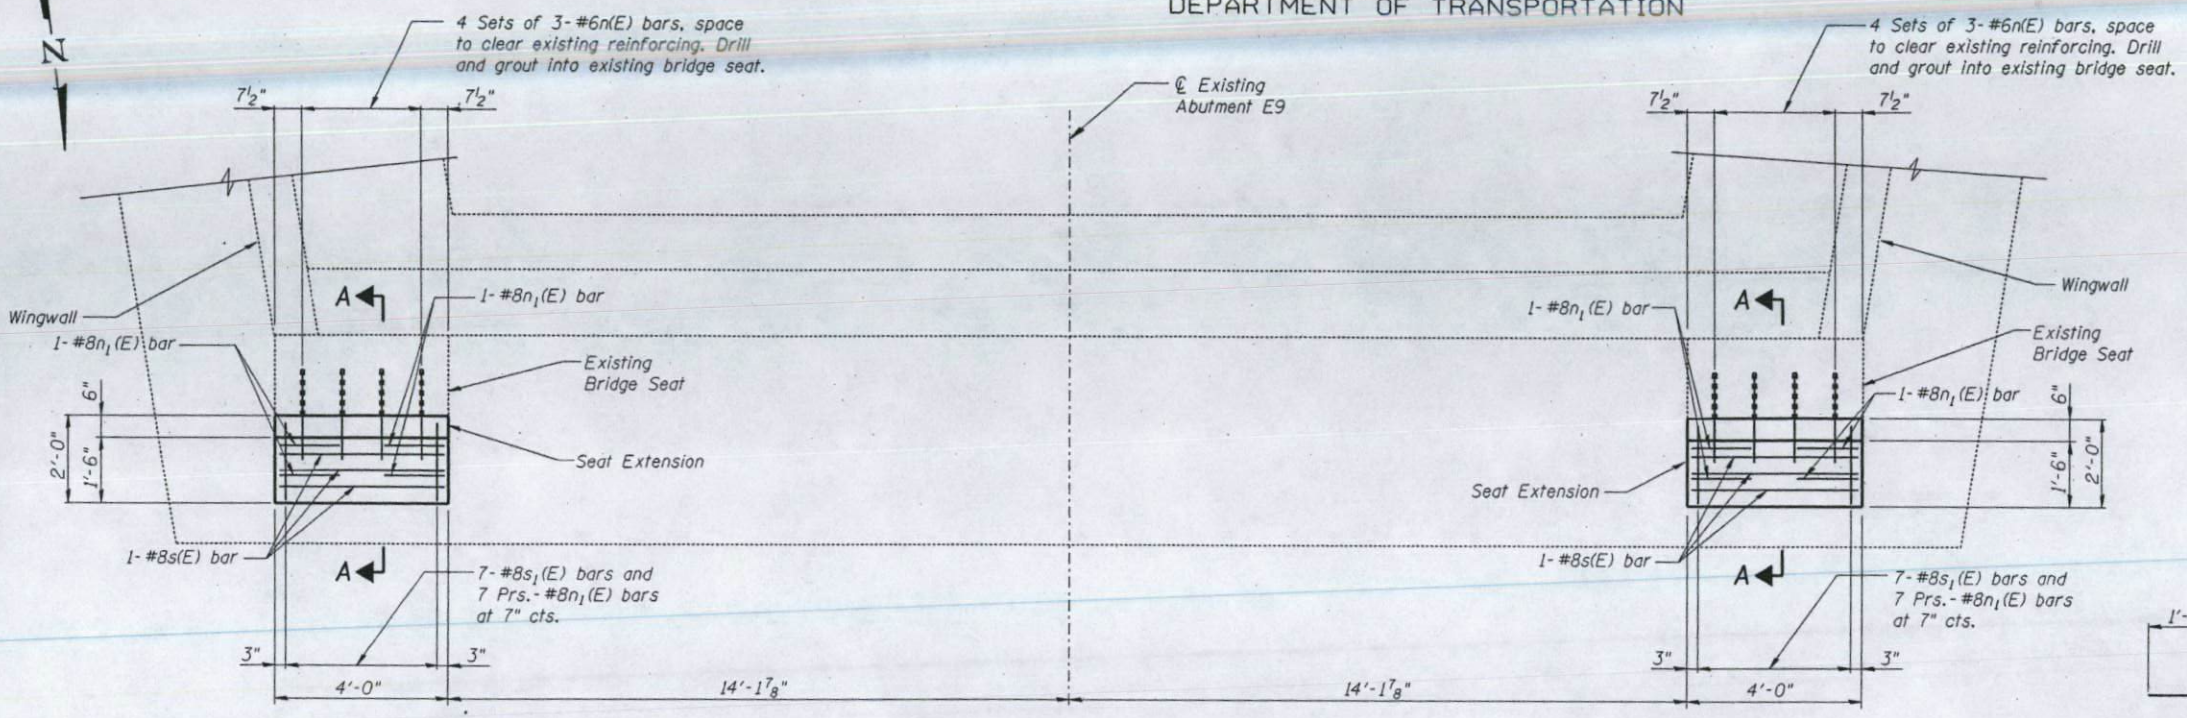 DEPARTMENT OF TRANSPORTATION
N
4 Sets of 3-#6n(E) bars, space
to clear existing reinforcing. Drill
and grout into existing bridge seat.
7½"
7½"
℄ Existing
Abutment E9
4 Sets of 3-#6n(E) bars, space
to clear existing reinforcing. Drill
and grout into existing bridge seat.
7½"
7½"
A
1-#8n₁(E) bar
Wingwall
1-#8n₁(E) bar
Existing
Bridge Seat
6"
2'-0"
1'-6"
Seat Extension
1-#8s(E) bar
A
7-#8s₁(E) bars and
7 Prs.-#8n₁(E) bars
at 7" cts.
3"
3"
4'-0"
14'-1⅞"
A
1-#8n₁(E) bar
Wingwall
Existing
Bridge Seat
1-#8n₁(E) bar
6"
1'-6"
2'-0"
Seat Extension
1-#8s(E) bar
A
7-#8s₁(E) bars and
7 Prs.-#8n₁(E) bars
at 7" cts.
3"
3"
14'-1⅞"
4'-0"
1'-